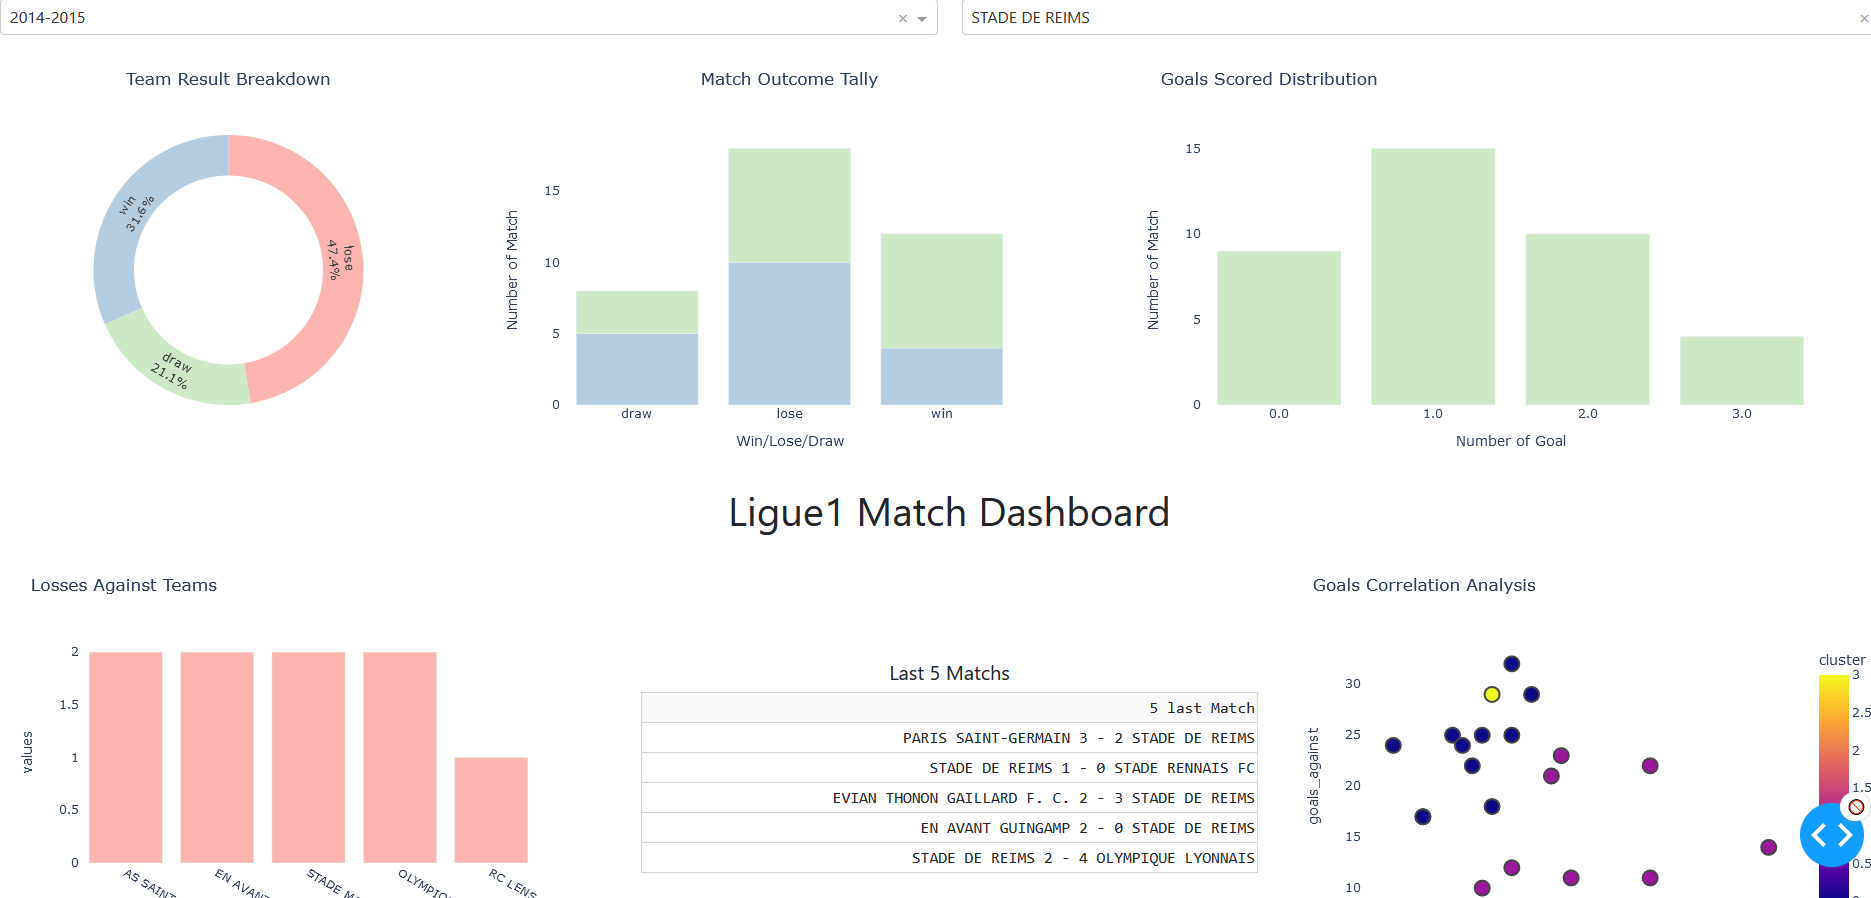 2014-2015
STADE DE REIMS
Team Result Breakdown
win
31.6%
lose
47.4%
draw
21.1%
Match Outcome Tally
Number of Match
15
10
5
0
draw
lose
win
Win/Lose/Draw
Goals Scored Distribution
Number of Match
15
10
5
0
0.0
1.0
2.0
3.0
Number of Goal
Ligue1 Match Dashboard
Losses Against Teams
values
2
1.5
1
0.5
0
AS SAINT
EN AVANT
STADE
OLYMPIQ
RC LENS
Last 5 Matchs
5 last Match
PARIS SAINT-GERMAIN 3 - 2 STADE DE REIMS
STADE DE REIMS 1 - 0 STADE RENNAIS FC
EVIAN THONON GAILLARD F. C. 2 - 3 STADE DE REIMS
EN AVANT GUINGAMP 2 - 0 STADE DE REIMS
STADE DE REIMS 2 - 4 OLYMPIQUE LYONNAIS
Goals Correlation Analysis
goals_against
30
25
20
15
10
cluster
3
2.5
2
1.5
0.5